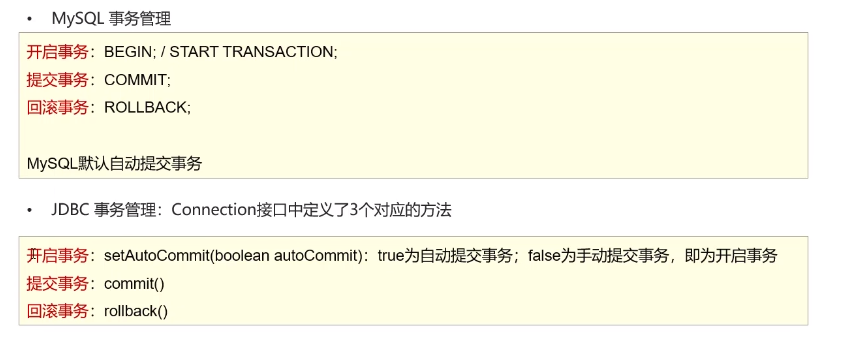 • MySQL 事务管理
开启事务：BEGIN; / START TRANSACTION;
提交事务：COMMIT;
回滚事务：ROLLBACK;
MySQL默认自动提交事务
• JDBC 事务管理：Connection接口中定义了3个对应的方法
开启事务：setAutoCommit(boolean autoCommit)：true为自动提交事务；false为手动提交事务，即为开启事务
提交事务：commit()
回滚事务：rollback()